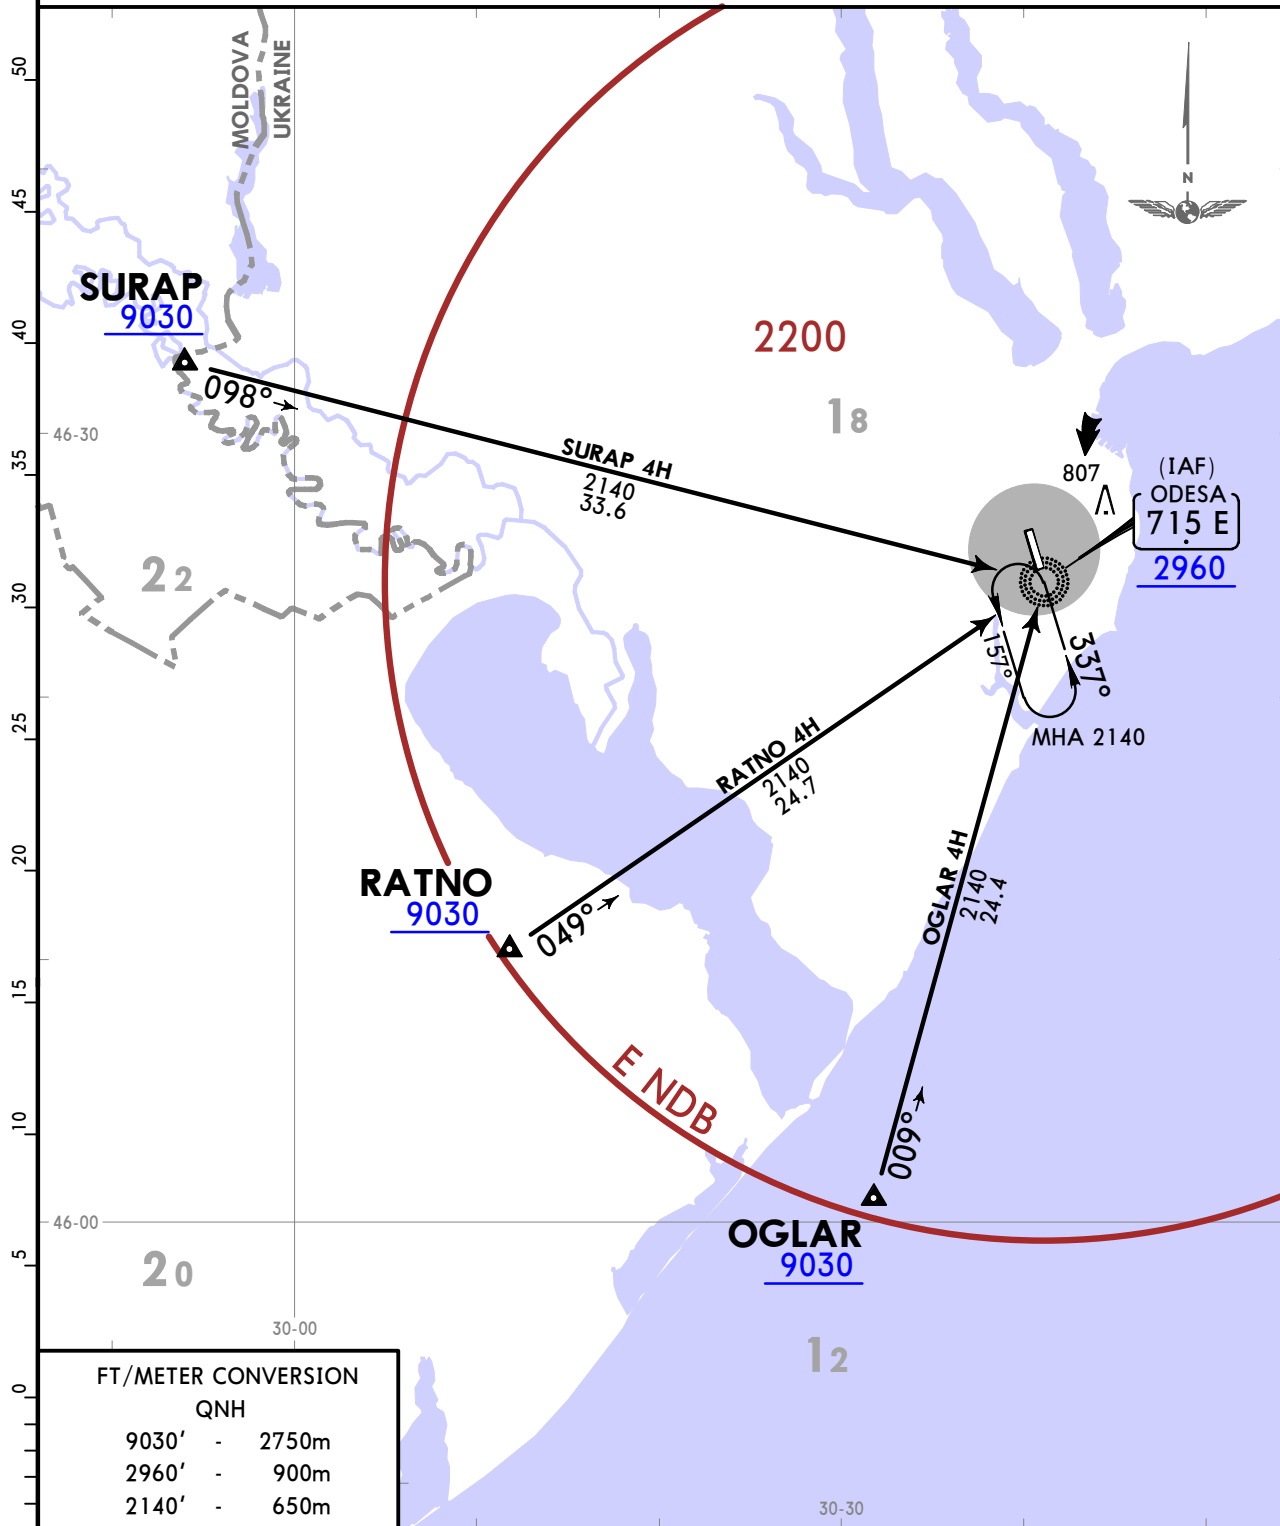 50
MOLDOVA
UKRAINE
N
45
SURAP
9030
40
2200
098°
18
46-30
35
SURAP 4H
2140
33.6
807
(IAF)
ODESA
715 E
2960
22
30
157°
337°
25
MHA 2140
RATNO 4H
2140
24.7
20
RATNO
9030
OGLAR 4H
2140
24.4
049°
15
E NDB
10
009°
46-00
OGLAR
9030
5
20
30-00
12
0
FT/METER CONVERSION
QNH
9030' - 2750m
2960' - 900m
2140' - 650m
30-30